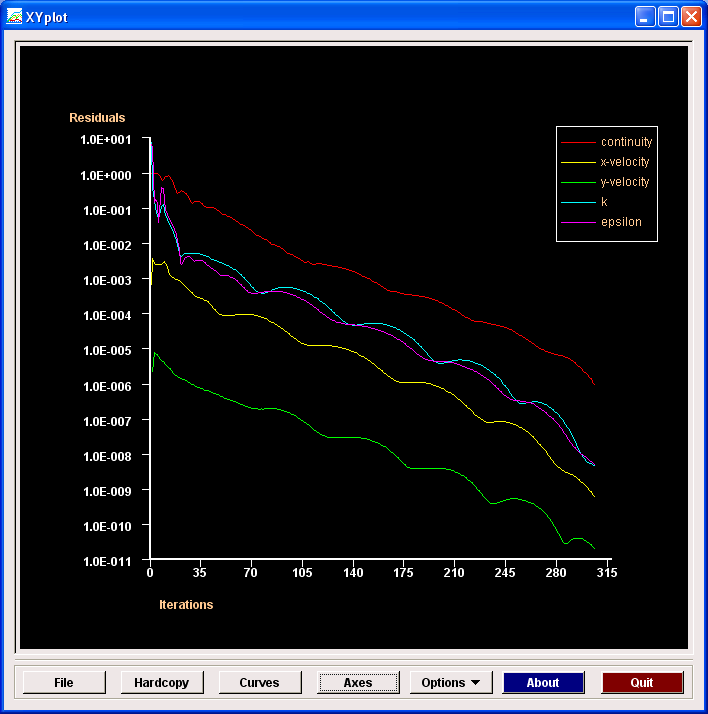 XYplot
Residuals
1.0E+001
1.0E+000
1.0E-001
1.0E-002
1.0E-003
1.0E-004
1.0E-005
1.0E-006
1.0E-007
1.0E-008
1.0E-009
1.0E-010
1.0E-011
continuity
x-velocity
y-velocity
k
epsilon
0 35 70 105 140 175 210 245 280 315
Iterations
File Hardcopy Curves Axes Options About Quit